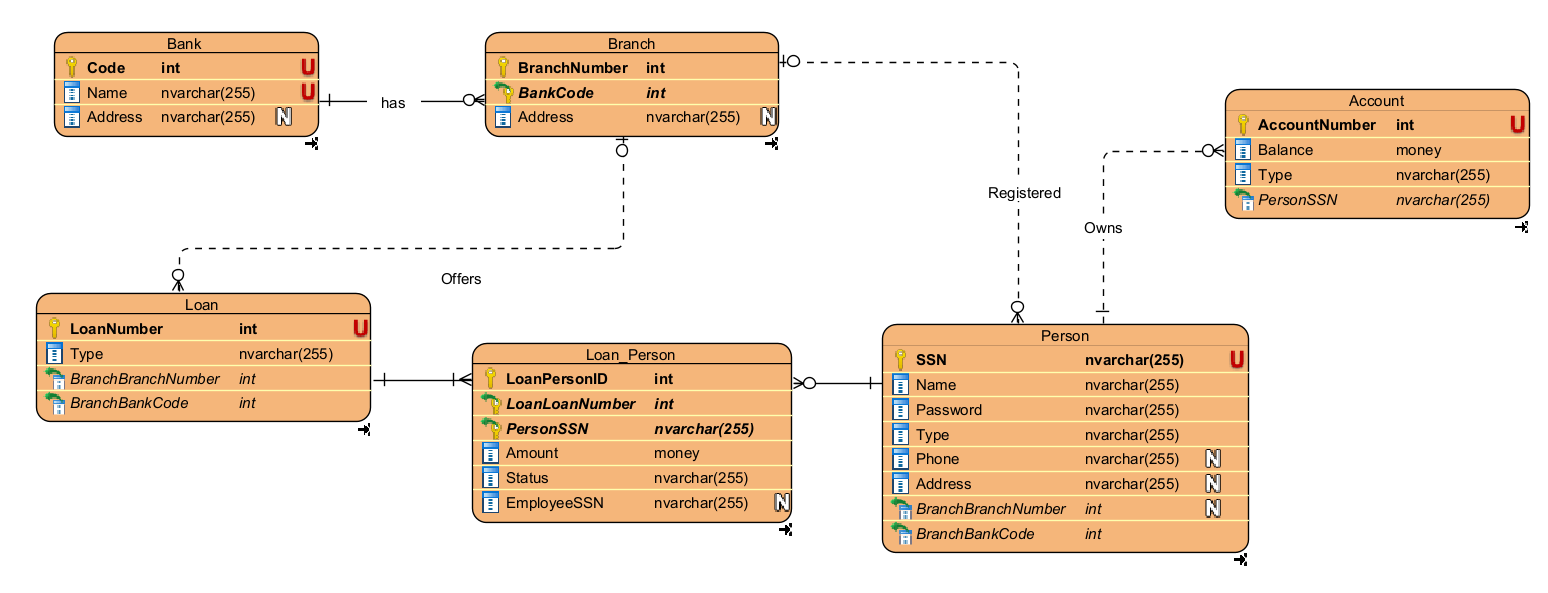 Bank
Code int U
Name nvarchar(255) U
Address nvarchar(255) N
has
Branch
BranchNumber int
BankCode int
Address nvarchar(255) N
Registered
Owns
Account
AccountNumber int U
Balance money
Type nvarchar(255)
PersonSSN nvarchar(255)
Offers
Loan
LoanNumber int U
Type nvarchar(255)
BranchBranchNumber int
BranchBankCode int
Loan_Person
LoanPersonID int
LoanLoanNumber int
PersonSSN nvarchar(255)
Amount money
Status nvarchar(255)
EmployeeSSN nvarchar(255) N
Person
SSN nvarchar(255) U
Name nvarchar(255)
Password nvarchar(255)
Type nvarchar(255)
Phone nvarchar(255) N
Address nvarchar(255) N
BranchBranchNumber int N
BranchBankCode int